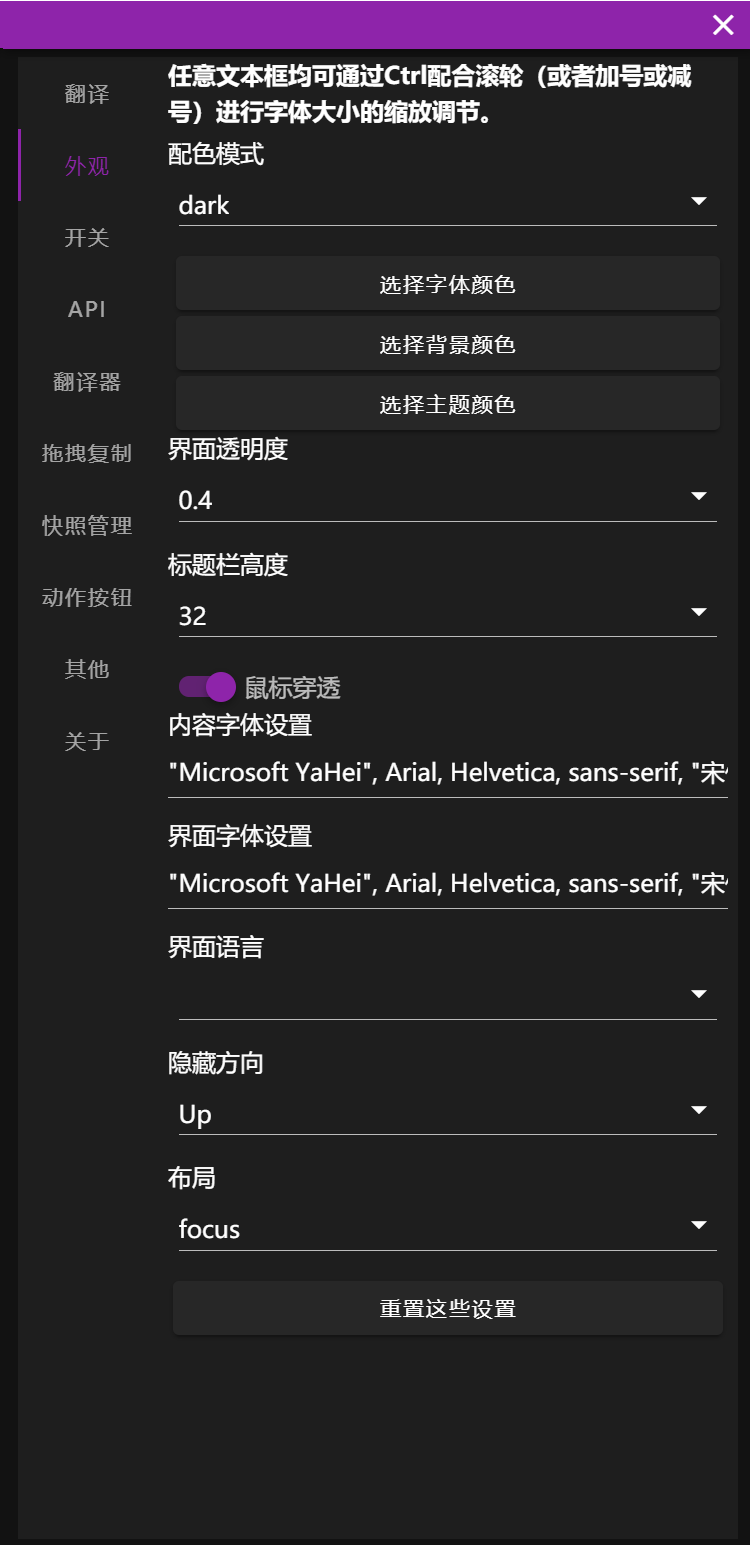 翻译
外观
开关
API
翻译器
拖拽复制
快照管理
动作按钮
其他
关于
任意文本框均可通过Ctrl配合滚轮（或者加号或减
号）进行字体大小的缩放调节。
配色模式
dark
选择字体颜色
选择背景颜色
选择主题颜色
界面透明度
0.4
标题栏高度
32
鼠标穿透
内容字体设置
"Microsoft YaHei", Arial, Helvetica, sans-serif, "宋
界面字体设置
"Microsoft YaHei", Arial, Helvetica, sans-serif, "宋
界面语言
隐藏方向
Up
布局
focus
重置这些设置